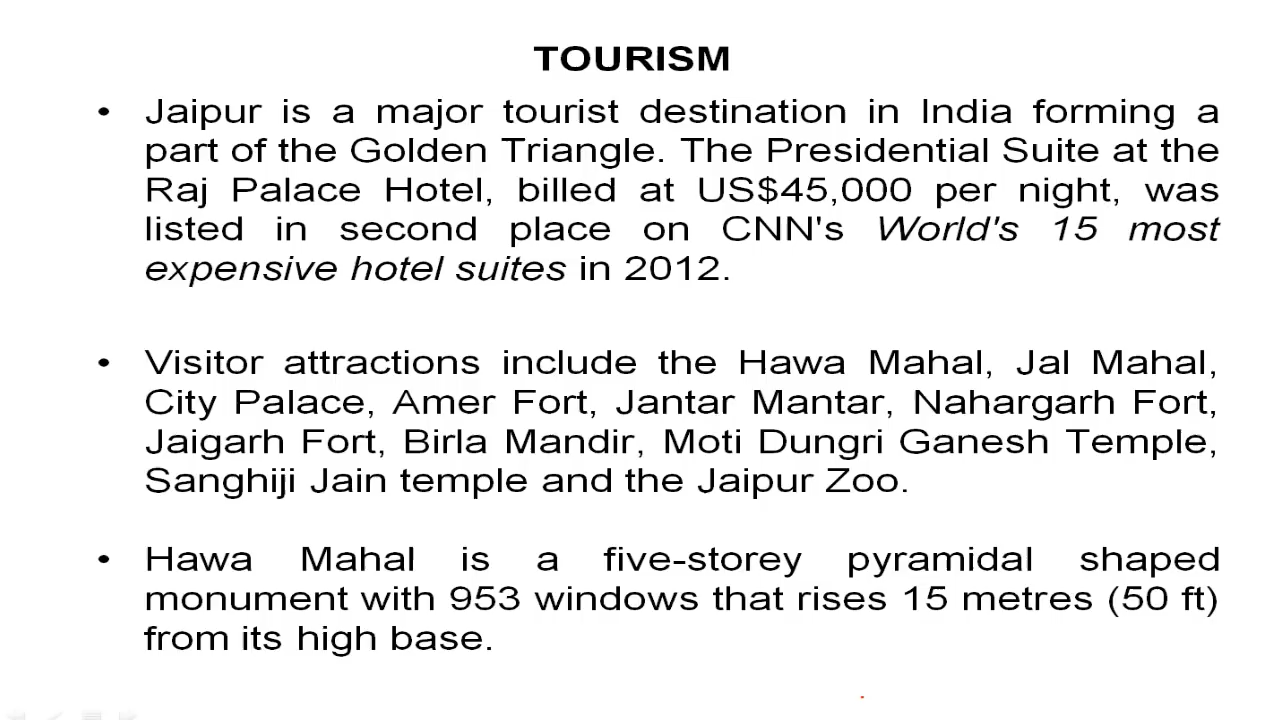 TOURISM
• Jaipur is a major tourist destination in India forming a
part of the Golden Triangle. The Presidential Suite at the
Raj Palace Hotel, billed at US$45,000 per night, was
listed in second place on CNN's World's 15 most
expensive hotel suites in 2012.
• Visitor attractions include the Hawa Mahal, Jal Mahal,
City Palace, Amer Fort, Jantar Mantar, Nahargarh Fort,
Jaigarh Fort, Birla Mandir, Moti Dungri Ganesh Temple,
Sanghiji Jain temple and the Jaipur Zoo.
• Hawa Mahal is a five-storey pyramidal shaped
monument with 953 windows that rises 15 metres (50 ft)
from its high base.